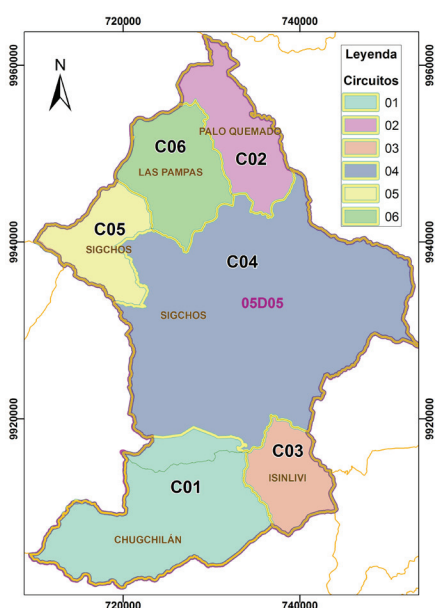 720000
740000
9960000
9960000
N
Leyenda
Circuitos
01
02
03
04
05
06
PALO QUEMADO
C06
C02
LAS PAMPAS
C05
SIGCHOS
9940000
9940000
C04
05D05
SIGCHOS
9920000
9920000
C03
ISINLIVI
C01
CHUGCHILÁN
720000
740000